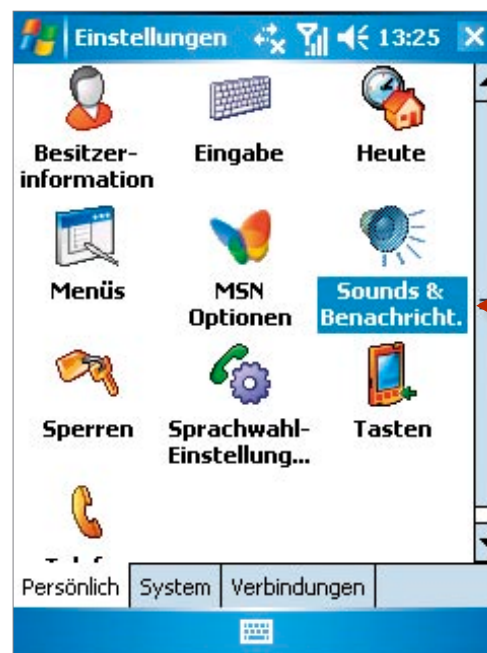 Einstellungen 13:25
Besitzer-
information
Eingabe
Heute
Menüs
MSN
Optionen
Sounds &
Benachricht.
Sperren
Sprachwahl-
Einstellung...
Tasten
Persönlich System Verbindungen